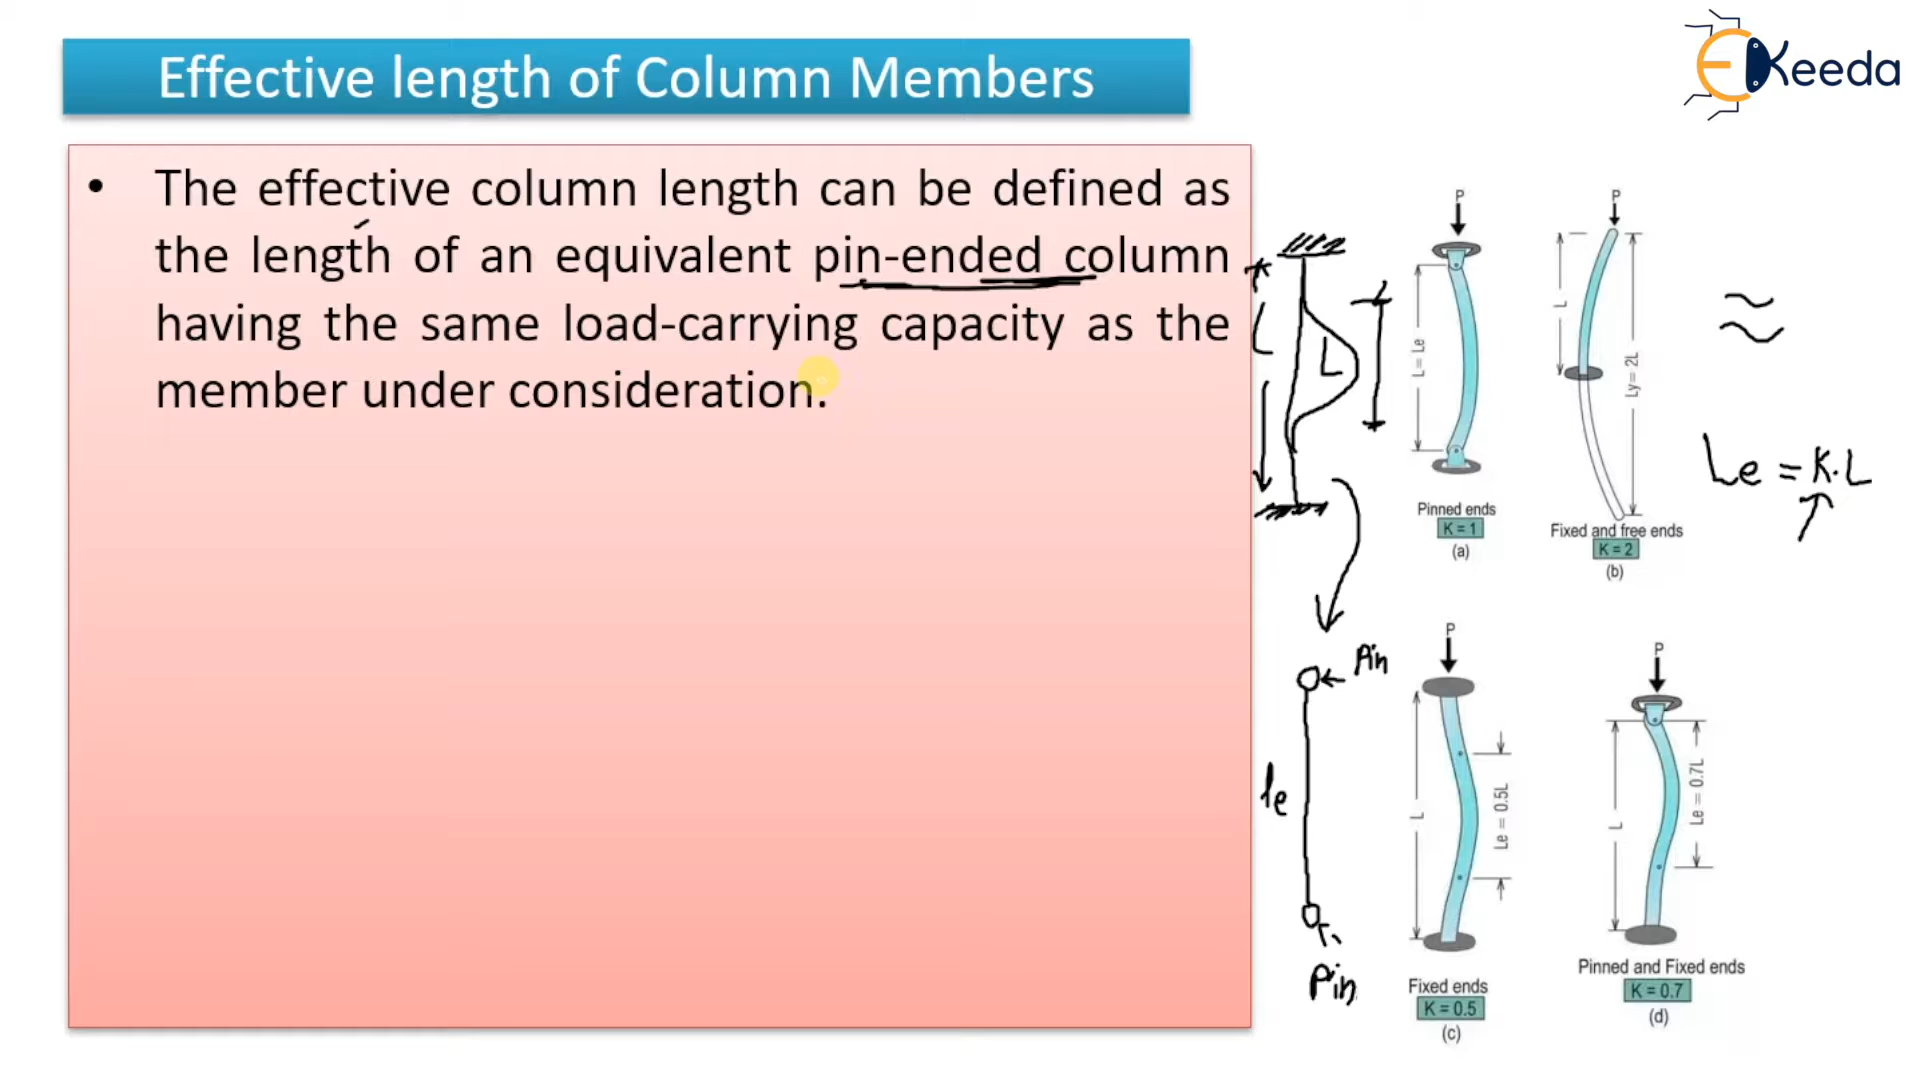 Effective length of Column Members
Keeda
• The effective column length can be defined as
the length of an equivalent pin-ended column
having the same load-carrying capacity as the
member under consideration.
L
P
L= Le
Pinned ends
K = 1
(a)
P
L
Ly= 2L
Fixed and free ends
K = 2
(b)
Le = K.L
Pin
le
Pin
P
L
Le = 0.5L
Fixed ends
K = 0.5
(c)
P
L
Le = 0.7L
Pinned and Fixed ends
K = 0.7
(d)